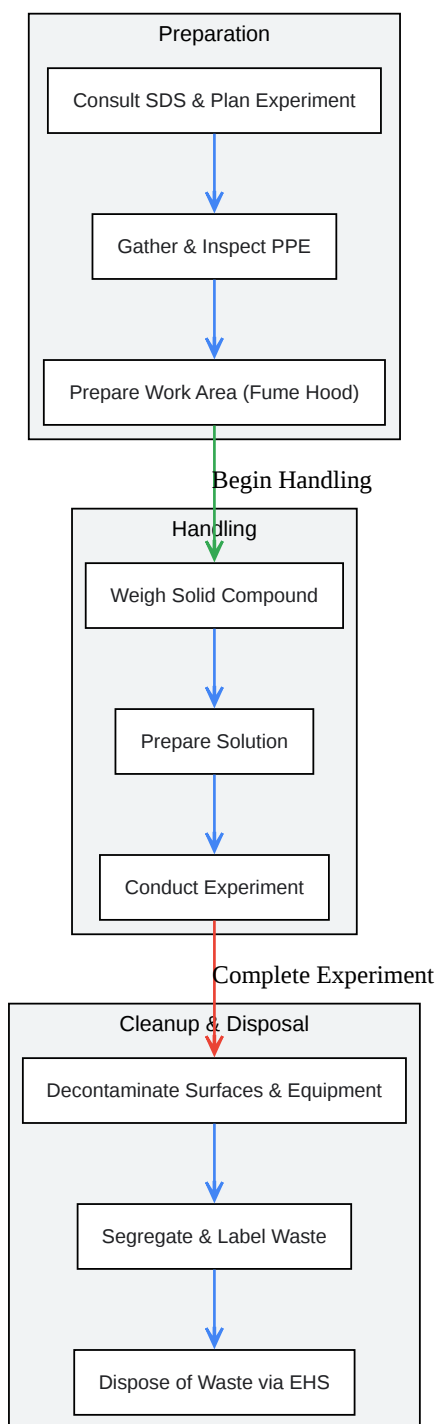 Preparation
Consult SDS & Plan Experiment
Gather & Inspect PPE
Prepare Work Area (Fume Hood)
Begin Handling
Handling
Weigh Solid Compound
Prepare Solution
Conduct Experiment
Complete Experiment
Cleanup & Disposal
Decontaminate Surfaces & Equipment
Segregate & Label Waste
Dispose of Waste via EHS